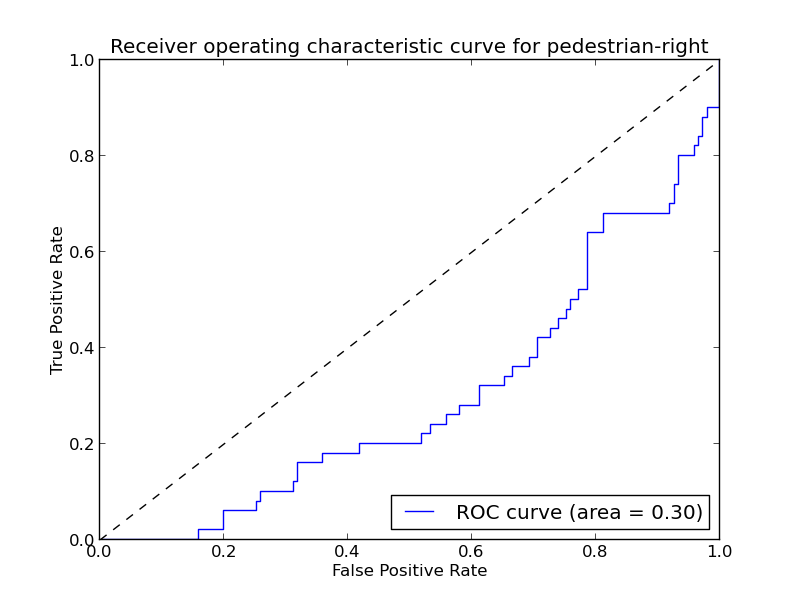 Receiver operating characteristic curve for pedestrian-right
1.0
0.8
0.6
0.4
0.2
0.0
True Positive Rate
ROC curve (area = 0.30)
0.0 0.2 0.4 0.6 0.8 1.0
False Positive Rate